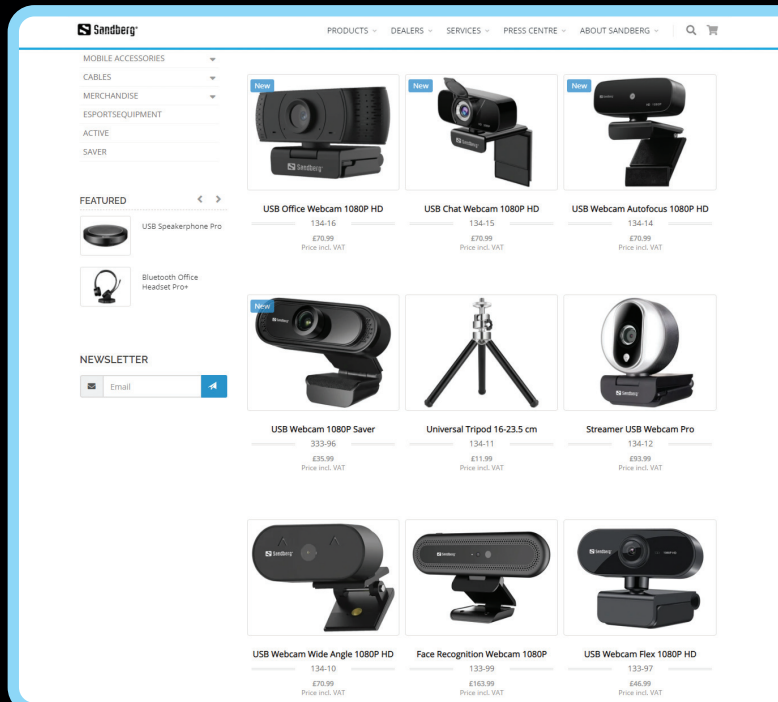 Sandberg
PRODUCTS
DEALERS
SERVICES
PRESS CENTRE
ABOUT SANDBERG
MOBILE ACCESSORIES
CABLES
MERCHANDISE
ESPORTSEQUIPMENT
ACTIVE
SAVER
FEATURED
USB Speakerphone Pro
Bluetooth Office
Headset Pro+
NEWSLETTER
Email
New
Sandberg
USB Office Webcam 1080P HD
134-16
£70.99
Price incl. VAT
New
Sandberg
USB Chat Webcam 1080P HD
134-15
£70.99
Price incl. VAT
New
USB Webcam Autofocus 1080P HD
134-14
£70.99
Price incl. VAT
New
Sandberg
USB Webcam 1080P Saver
333-96
£35.99
Price incl. VAT
Universal Tripod 16-23.5 cm
134-11
£11.99
Price incl. VAT
Sandberg
Streamer USB Webcam Pro
134-12
£93.99
Price incl. VAT
Sandberg
USB Webcam Wide Angle 1080P HD
134-10
£70.99
Price incl. VAT
Sandberg
Face Recognition Webcam 1080P
133-99
£163.99
Price incl. VAT
Sandberg
USB Webcam Flex 1080P HD
133-97
£46.99
Price incl. VAT